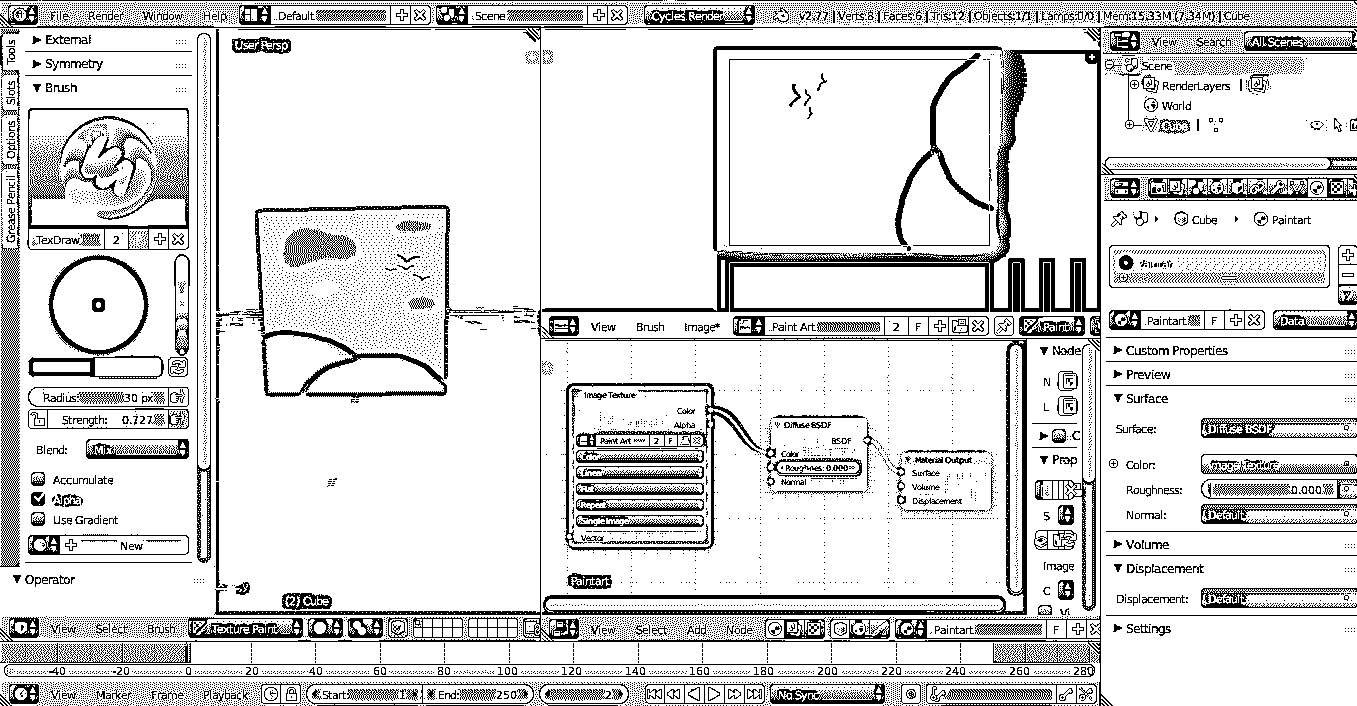 File Render Window Help Default Scene Cycles Render v2.77 | Verts:8 | Faces:6 | Tris:12 | Objects:1/1 | Lamps:0/0 | Mem:15.33M (7.34M) | Cube
Tools
Slots
Options
Grease Pencil
External
Symmetry
Brush
TexDraw 2
Radius: 30 px
Strength: 0.727
Blend: Mix
Accumulate
Alpha
Use Gradient
New
Operator
User Persp
(2) Cube
View Select Brush Texture Paint
View Brush Image* Paint Art 2 F Paint
Image Texture
Color
Alpha
Paint Art 2 F
Repeat
Single Image
Vector
Diffuse BSDF
BSDF
Color
Roughness: 0.000
Normal
Material Output
Surface
Volume
Displacement
Paintart
Node
N
L
C
Prop
S
Image
C
Vi
View Select Add Node Paintart F
View Search All Scenes
Scene
RenderLayers |
World
Cube |
Cube Paintart
Paintart F Data
Custom Properties
Preview
Surface
Surface: Diffuse BSDF
Color: Image Texture
Roughness: 0.000
Normal: Default
Volume
Displacement
Displacement: Default
Settings
-40 -20 0 20 40 60 80 100 120 140 160 180 200 220 240 260 280
View Marker Frame Playback Start: 1 End: 250 2 No Sync